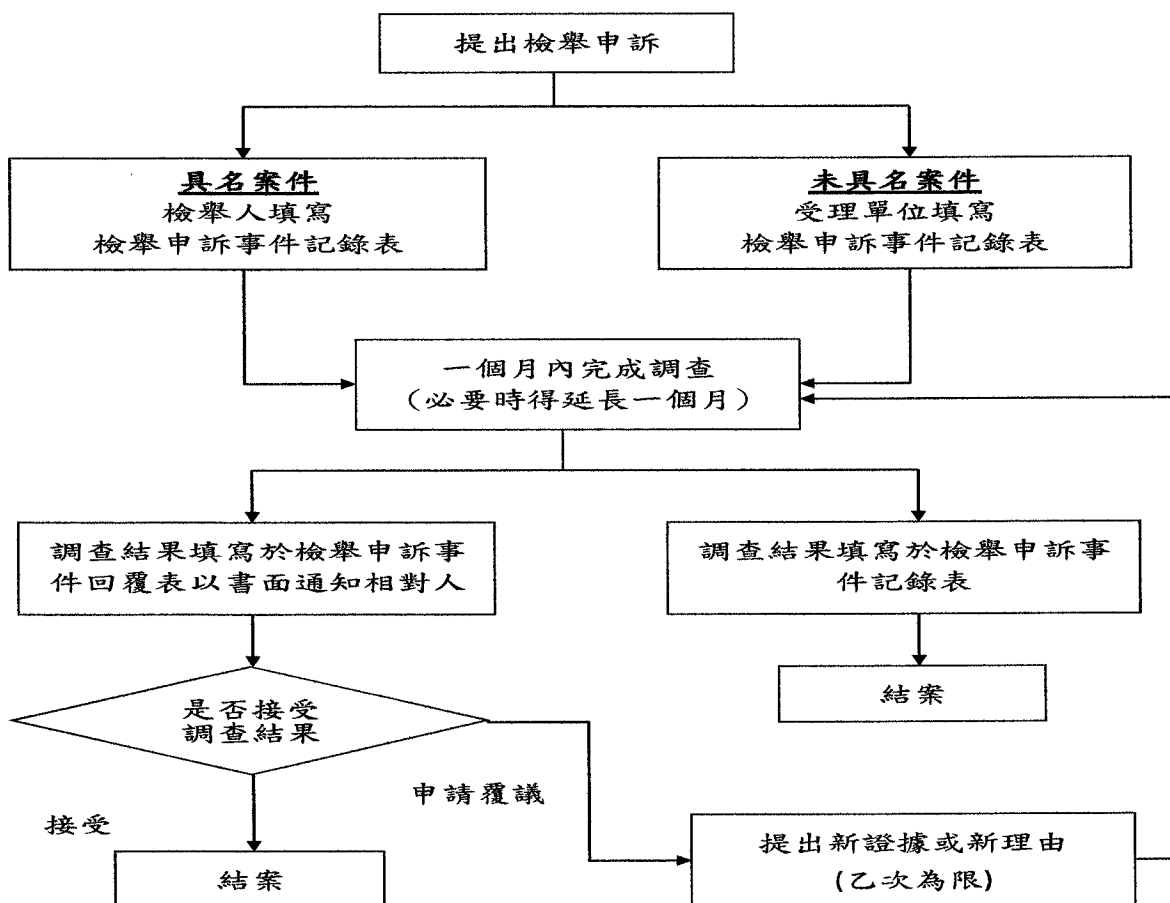 提出檢舉申訴
具名案件
檢舉人填寫
檢舉申訴事件記錄表
未具名案件
受理單位填寫
檢舉申訴事件記錄表
一個月內完成調查
(必要時得延長一個月)
調查結果填寫於檢舉申訴事
件回覆表以書面通知相對人
調查結果填寫於檢舉申訴事
件記錄表
結案
是否接受
調查結果
申請覆議
接受
結案
提出新證據或新理由
(乙次為限)